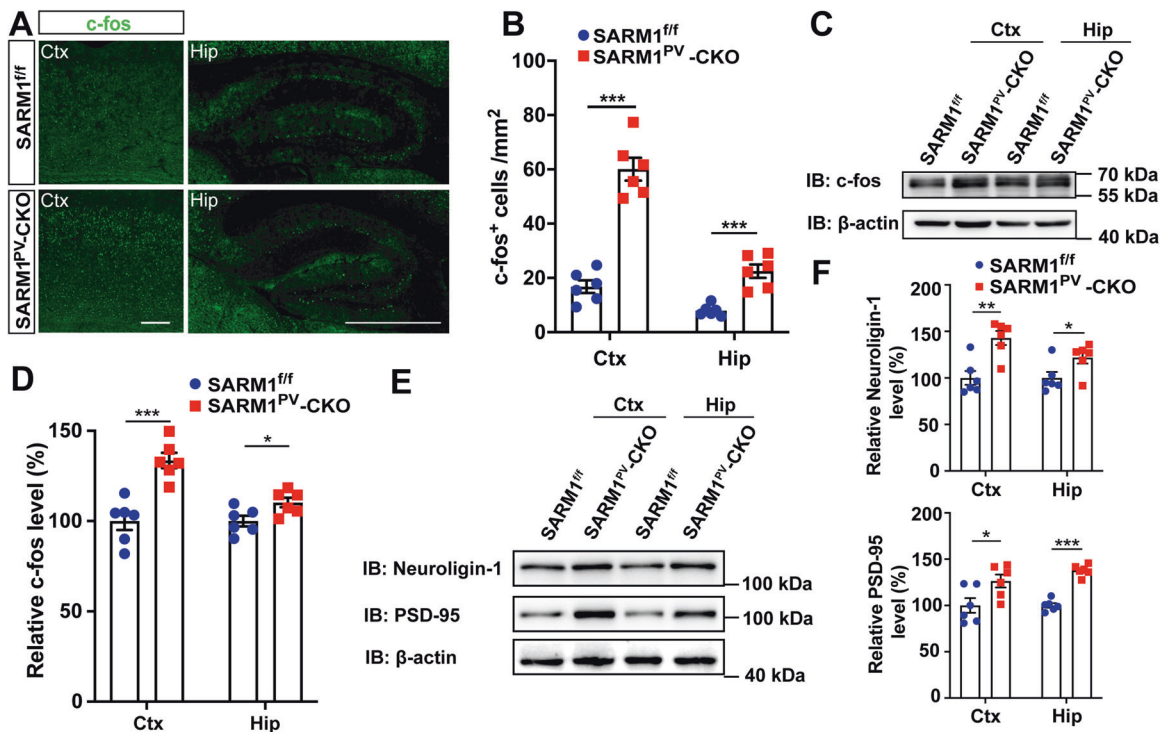 A
c-fos
SARM1f/f
SARM1PV-CKO
Ctx
Hip
Ctx
Hip
B
SARM1f/f
SARM1PV -CKO
c-fos+ cells /mm2
100
80
60
40
20
0
***
***
Ctx
Hip
C
Ctx
Hip
SARM1f/f
SARM1PV-CKO
SARM1f/f
SARM1PV-CKO
IB: c-fos
70 kDa
55 kDa
IB: β-actin
40 kDa
D
SARM1f/f
SARM1PV-CKO
Relative c-fos level (%)
150
100
50
0
***
*
Ctx
Hip
E
Ctx
Hip
SARM1f/f
SARM1PV-CKO
SARM1f/f
SARM1PV-CKO
IB: Neuroligin-1
100 kDa
IB: PSD-95
100 kDa
IB: β-actin
40 kDa
F
SARM1f/f
SARM1PV -CKO
Relative Neuroligin-1
level (%)
200
150
100
50
0
**
*
Ctx
Hip
Relative PSD-95
level (%)
200
150
100
50
0
*
***
Ctx
Hip